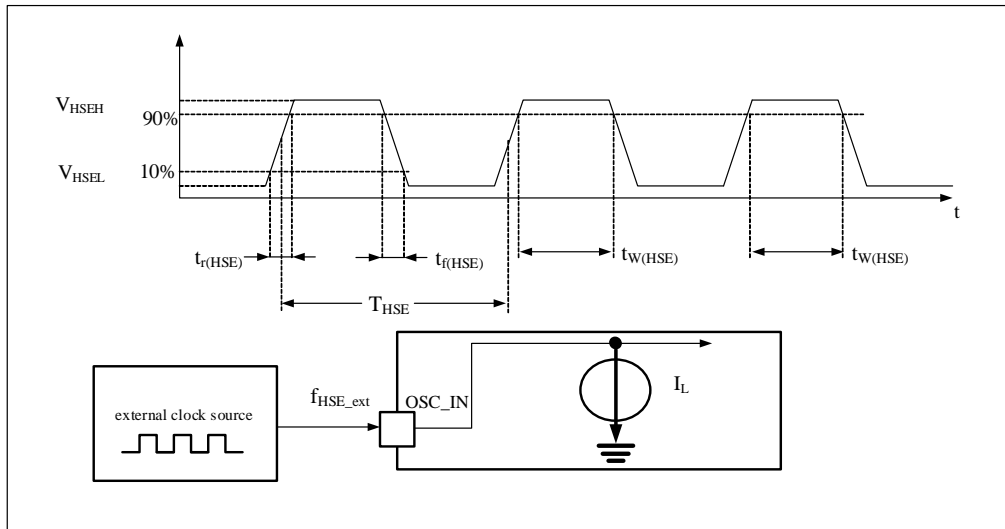 V_HSEH
90%
V_HSEL
10%
t
t_r(HSE)
t_f(HSE)
t_W(HSE)
t_W(HSE)
T_HSE
external clock source
f_HSE_ext
OSC_IN
I_L